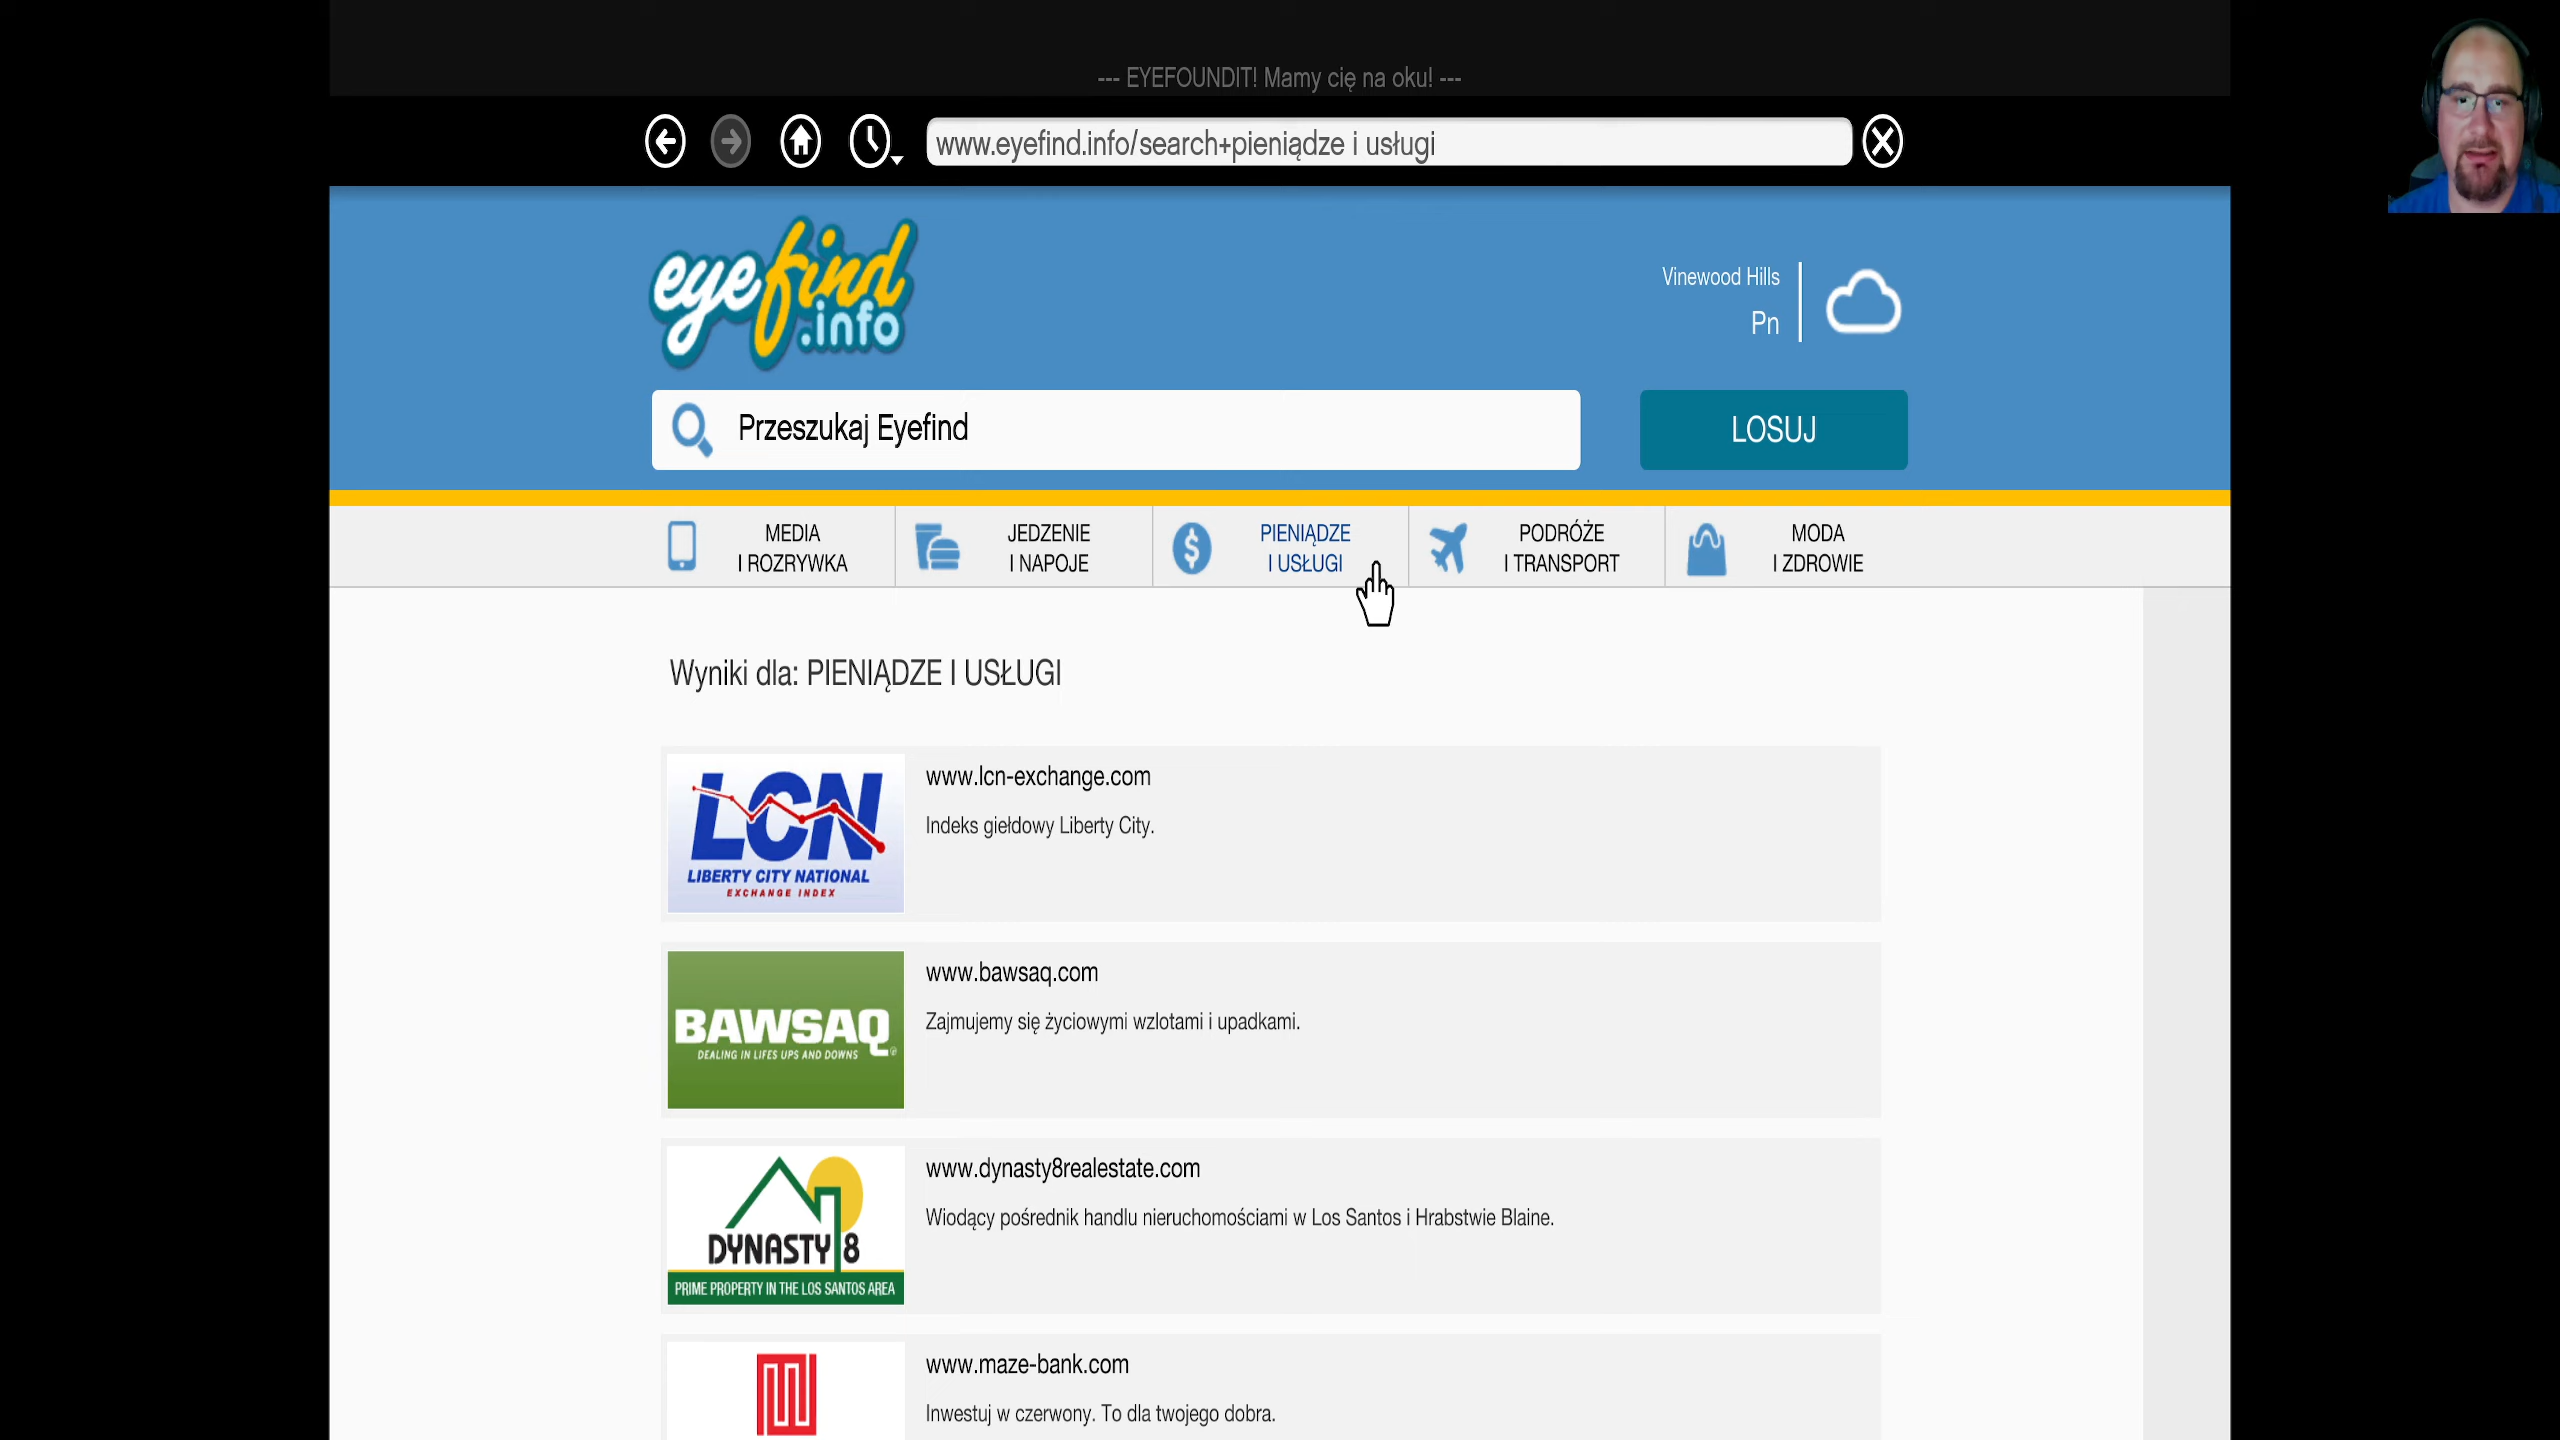 --- EYEFOUNDIT! Mamy cię na oku! ---
www.eyefind.info/search+pieniądze i usługi
eyefind
.info
Vinewood Hills
Pn
Przeszukaj Eyefind
LOSUJ
MEDIA
I ROZRYWKA
JEDZENIE
I NAPOJE
PIENIĄDZE
I USŁUGI
PODRÓŻE
I TRANSPORT
MODA
I ZDROWIE
Wyniki dla: PIENIĄDZE I USŁUGI
LCN
LIBERTY CITY NATIONAL
EXCHANGE INDEX
www.lcn-exchange.com
Indeks giełdowy Liberty City.
BAWSAQ
DEALING IN LIFES UPS AND DOWNS
www.bawsaq.com
Zajmujemy się życiowymi wzlotami i upadkami.
DYNASTY 8
PRIME PROPERTY IN THE LOS SANTOS AREA
www.dynasty8realestate.com
Wiodący pośrednik handlu nieruchomościami w Los Santos i Hrabstwie Blaine.
www.maze-bank.com
Inwestuj w czerwony. To dla twojego dobra.